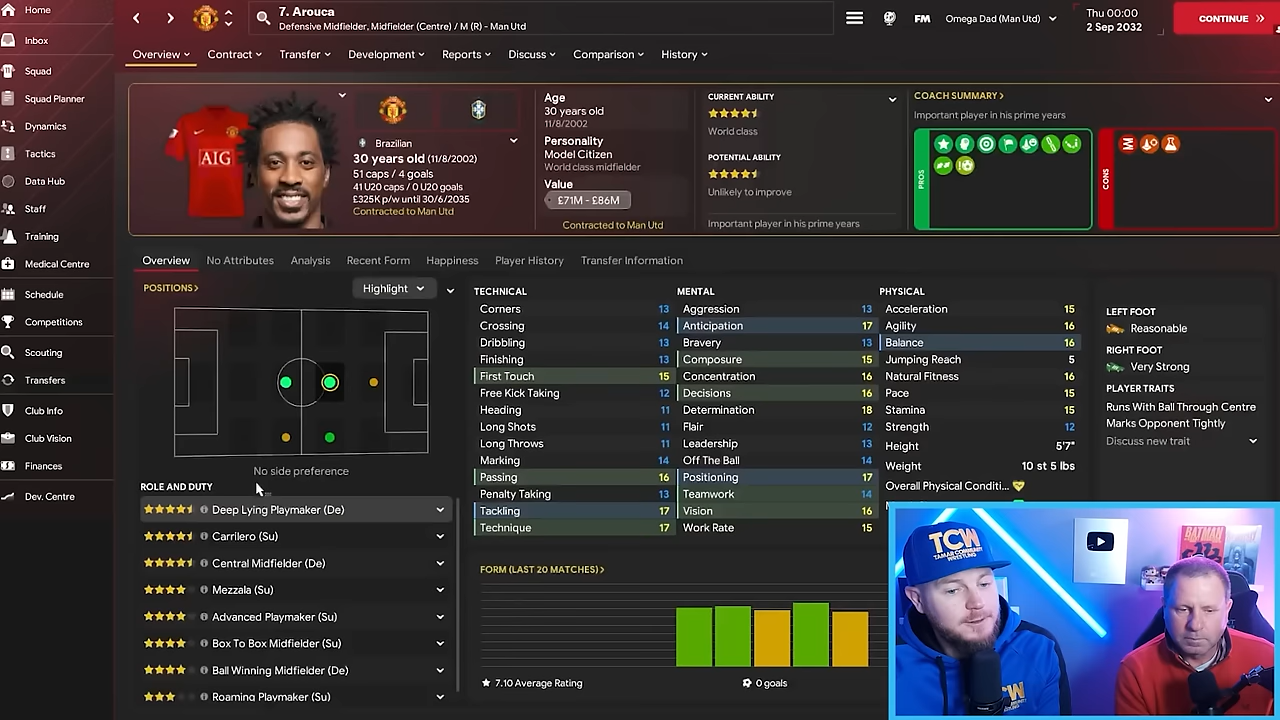 Home
Inbox
Squad
Squad Planner
Dynamics
Tactics
Data Hub
Staff
Training
Medical Centre
Schedule
Competitions
Scouting
Transfers
Club Info
Club Vision
Finances
Dev. Centre
7. Arouca
Defensive Midfielder, Midfielder (Centre) / M (R) - Man Utd
FM
Omega Dad (Man Utd)
Thu 00:00
2 Sep 2032
CONTINUE
Overview
Contract
Transfer
Development
Reports
Discuss
Comparison
History
AIG
Brazilian
30 years old (11/8/2002)
51 caps / 4 goals
41 U20 caps / 0 U20 goals
£325K p/w until 30/6/2035
Contracted to Man Utd
Age
30 years old
11/8/2002
Personality
Model Citizen
World class midfielder
Value
£71M - £86M
Contracted to Man Utd
CURRENT ABILITY
World class
POTENTIAL ABILITY
Unlikely to improve
Important player in his prime years
COACH SUMMARY >
Important player in his prime years
PROS
CONS
Overview
No Attributes
Analysis
Recent Form
Happiness
Player History
Transfer Information
POSITIONS >
Highlight
No side preference
ROLE AND DUTY
Deep Lying Playmaker (De)
Carrilero (Su)
Central Midfielder (De)
Mezzala (Su)
Advanced Playmaker (Su)
Box To Box Midfielder (Su)
Ball Winning Midfielder (De)
Roaming Playmaker (Su)
TECHNICAL
Corners 13
Crossing 14
Dribbling 13
Finishing 13
First Touch 15
Free Kick Taking 12
Heading 11
Long Shots 11
Long Throws 11
Marking 14
Passing 16
Penalty Taking 13
Tackling 17
Technique 17
MENTAL
Aggression 13
Anticipation 17
Bravery 13
Composure 15
Concentration 16
Decisions 16
Determination 18
Flair 12
Leadership 13
Off The Ball 14
Positioning 17
Teamwork 14
Vision 16
Work Rate 15
PHYSICAL
Acceleration 15
Agility 16
Balance 16
Jumping Reach 5
Natural Fitness 16
Pace 15
Stamina 15
Strength 12
Height 5'7"
Weight 10 st 5 lbs
Overall Physical Conditi...
LEFT FOOT
Reasonable
RIGHT FOOT
Very Strong
PLAYER TRAITS
Runs With Ball Through Centre
Marks Opponent Tightly
Discuss new trait
FORM (LAST 20 MATCHES) >
7.10 Average Rating
0 goals
TCW
BATMAN